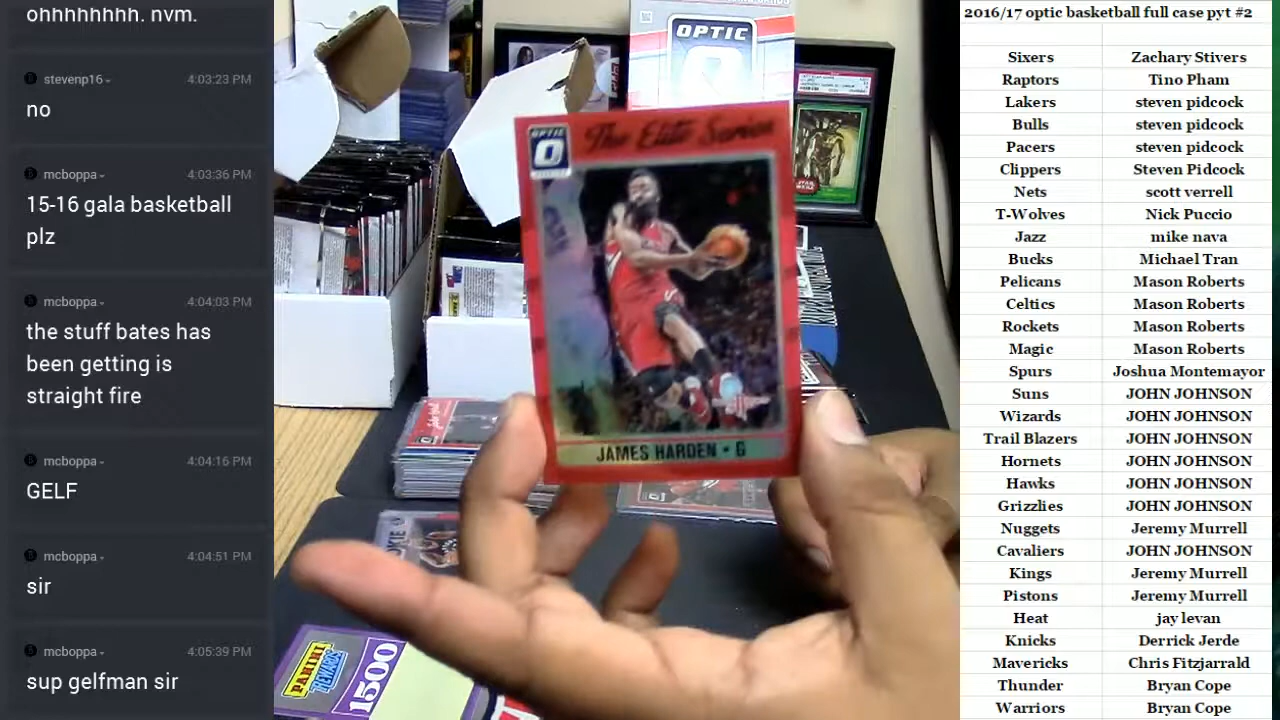 ohhhhhhhh. nvm.
stevenp16 4:03:23 PM
no
mcboppa 4:03:36 PM
15-16 gala basketball
plz
mcboppa 4:04:03 PM
the stuff bates has
been getting is
straight fire
mcboppa 4:04:16 PM
GELF
mcboppa 4:04:51 PM
sir
mcboppa 4:05:39 PM
sup gelfman sir
OPTIC
OPTIC
The Elite Series
JAMES HARDEN • G
PANINI
REWARDS
1500
2016/17 optic basketball full case pyt #2
Sixers Zachary Stivers
Raptors Tino Pham
Lakers steven pidcock
Bulls steven pidcock
Pacers steven pidcock
Clippers Steven Pidcock
Nets scott verrell
T-Wolves Nick Puccio
Jazz mike nava
Bucks Michael Tran
Pelicans Mason Roberts
Celtics Mason Roberts
Rockets Mason Roberts
Magic Mason Roberts
Spurs Joshua Montemayor
Suns JOHN JOHNSON
Wizards JOHN JOHNSON
Trail Blazers JOHN JOHNSON
Hornets JOHN JOHNSON
Hawks JOHN JOHNSON
Grizzlies JOHN JOHNSON
Nuggets Jeremy Murrell
Cavaliers JOHN JOHNSON
Kings Jeremy Murrell
Pistons Jeremy Murrell
Heat jay levan
Knicks Derrick Jerde
Mavericks Chris Fitzjarrald
Thunder Bryan Cope
Warriors Bryan Cope